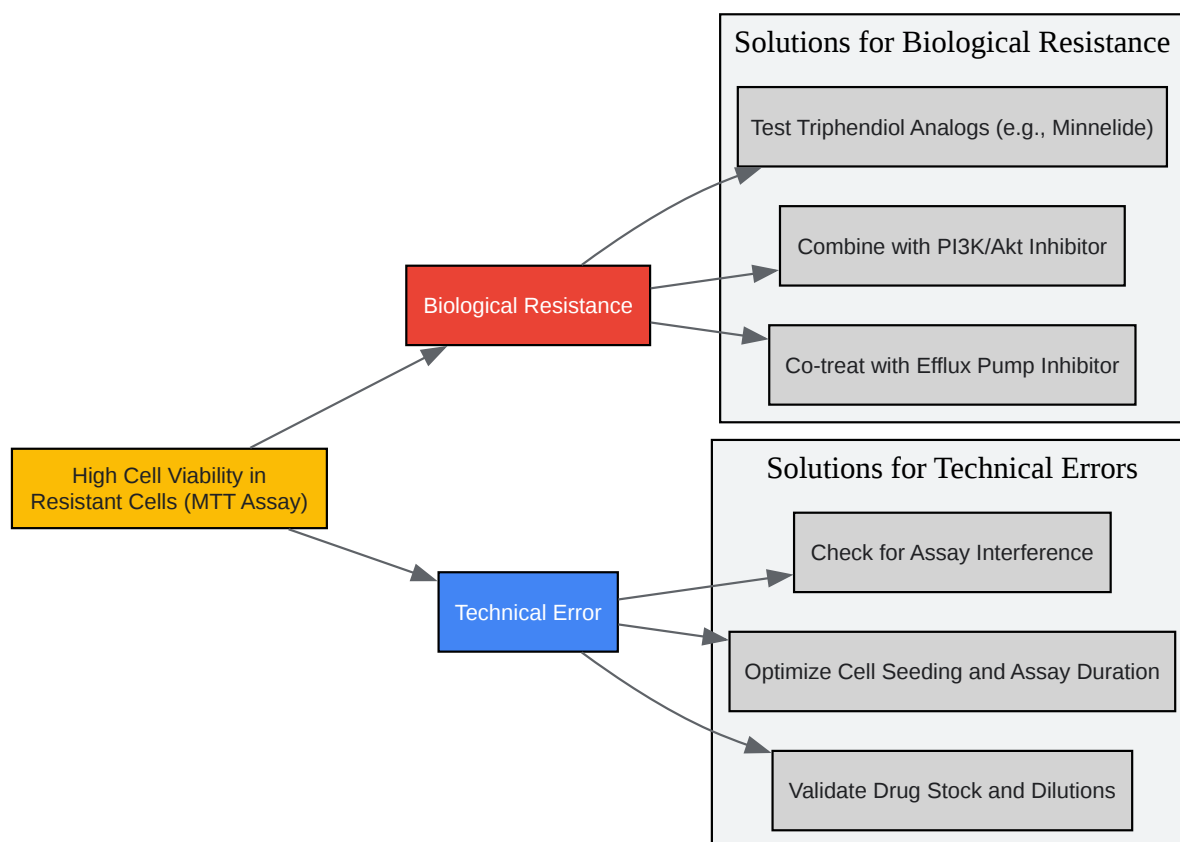 Solutions for Biological Resistance
Test Triphendiol Analogs (e.g., Minnelide)
Combine with PI3K/Akt Inhibitor
Biological Resistance
Co-treat with Efflux Pump Inhibitor
High Cell Viability in
Resistant Cells (MTT Assay)
Solutions for Technical Errors
Check for Assay Interference
Technical Error
Optimize Cell Seeding and Assay Duration
Validate Drug Stock and Dilutions